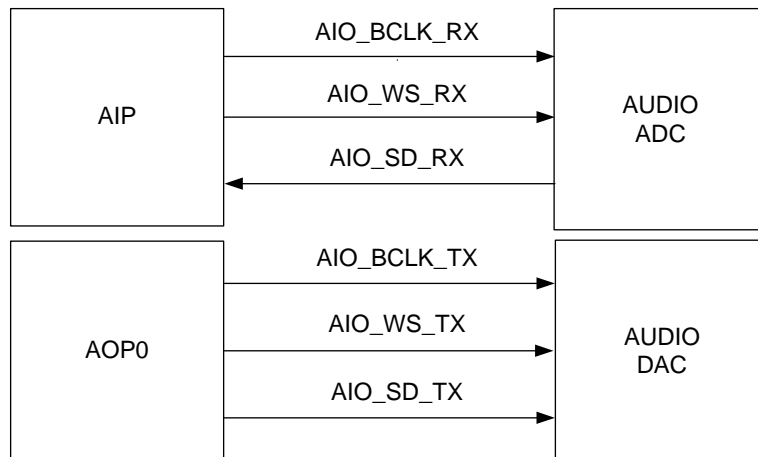 AIO_BCLK_RX
AIP
AIO_WS_RX
AUDIO
ADC
AIO_SD_RX
AIO_BCLK_TX
AOP0
AIO_WS_TX
AUDIO
DAC
AIO_SD_TX